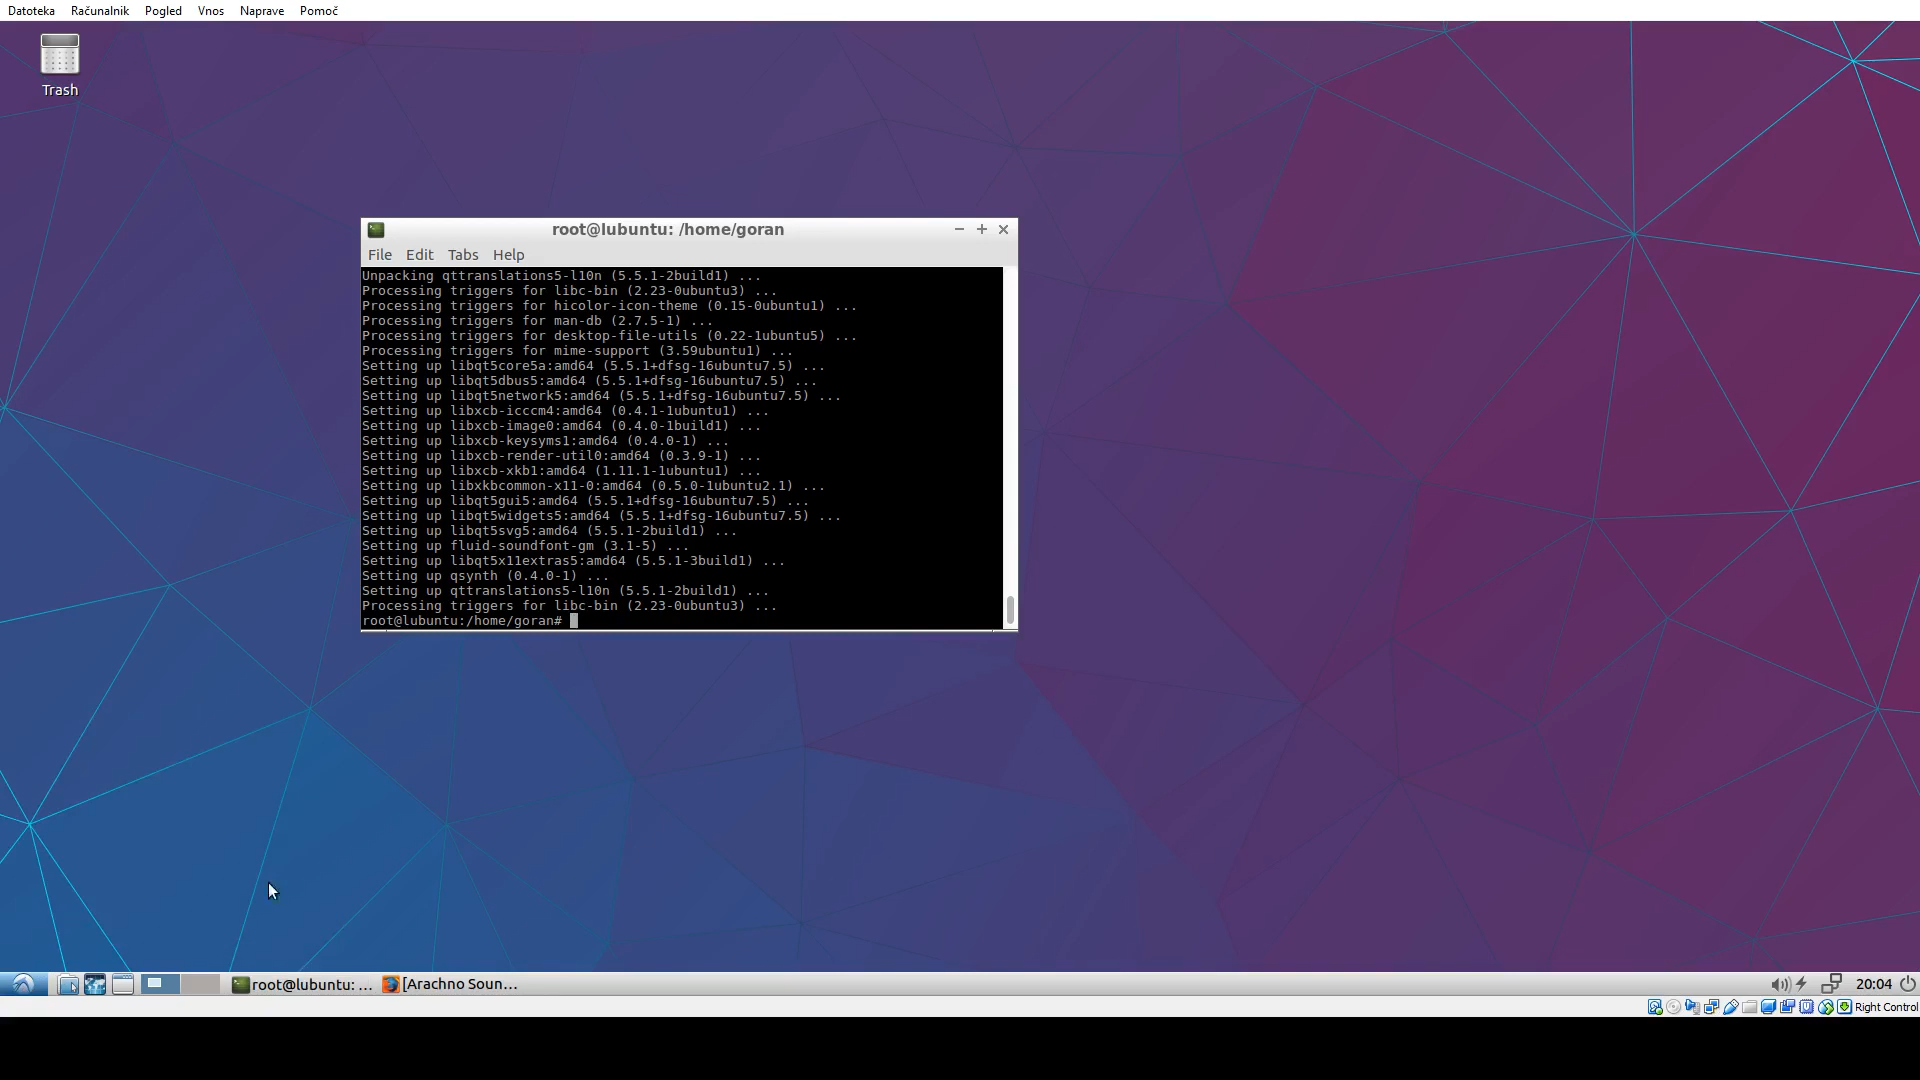 Datoteka Računalnik Pogled Vnos Naprave Pomoč
Trash
root@lubuntu: /home/goran
File Edit Tabs Help
Unpacking qttranslations5-l10n (5.5.1-2build1) ...
Processing triggers for libc-bin (2.23-0ubuntu3) ...
Processing triggers for hicolor-icon-theme (0.15-0ubuntu1) ...
Processing triggers for man-db (2.7.5-1) ...
Processing triggers for desktop-file-utils (0.22-1ubuntu5) ...
Processing triggers for mime-support (3.59ubuntu1) ...
Setting up libqt5core5a:amd64 (5.5.1+dfsg-16ubuntu7.5) ...
Setting up libqt5dbus5:amd64 (5.5.1+dfsg-16ubuntu7.5) ...
Setting up libqt5network5:amd64 (5.5.1+dfsg-16ubuntu7.5) ...
Setting up libxcb-icccm4:amd64 (0.4.1-1ubuntu1) ...
Setting up libxcb-image0:amd64 (0.4.0-1build1) ...
Setting up libxcb-keysyms1:amd64 (0.4.0-1) ...
Setting up libxcb-render-util0:amd64 (0.3.9-1) ...
Setting up libxcb-xkb1:amd64 (1.11.1-1ubuntu1) ...
Setting up libxkbcommon-x11-0:amd64 (0.5.0-1ubuntu2.1) ...
Setting up libqt5gui5:amd64 (5.5.1+dfsg-16ubuntu7.5) ...
Setting up libqt5widgets5:amd64 (5.5.1+dfsg-16ubuntu7.5) ...
Setting up libqt5svg5:amd64 (5.5.1-2build1) ...
Setting up fluid-soundfont-gm (3.1-5) ...
Setting up libqt5x11extras5:amd64 (5.5.1-3build1) ...
Setting up qsynth (0.4.0-1) ...
Setting up qttranslations5-l10n (5.5.1-2build1) ...
Processing triggers for libc-bin (2.23-0ubuntu3) ...
root@lubuntu:/home/goran#
root@lubuntu: ... [Arachno Soun... 20:04
Right Control